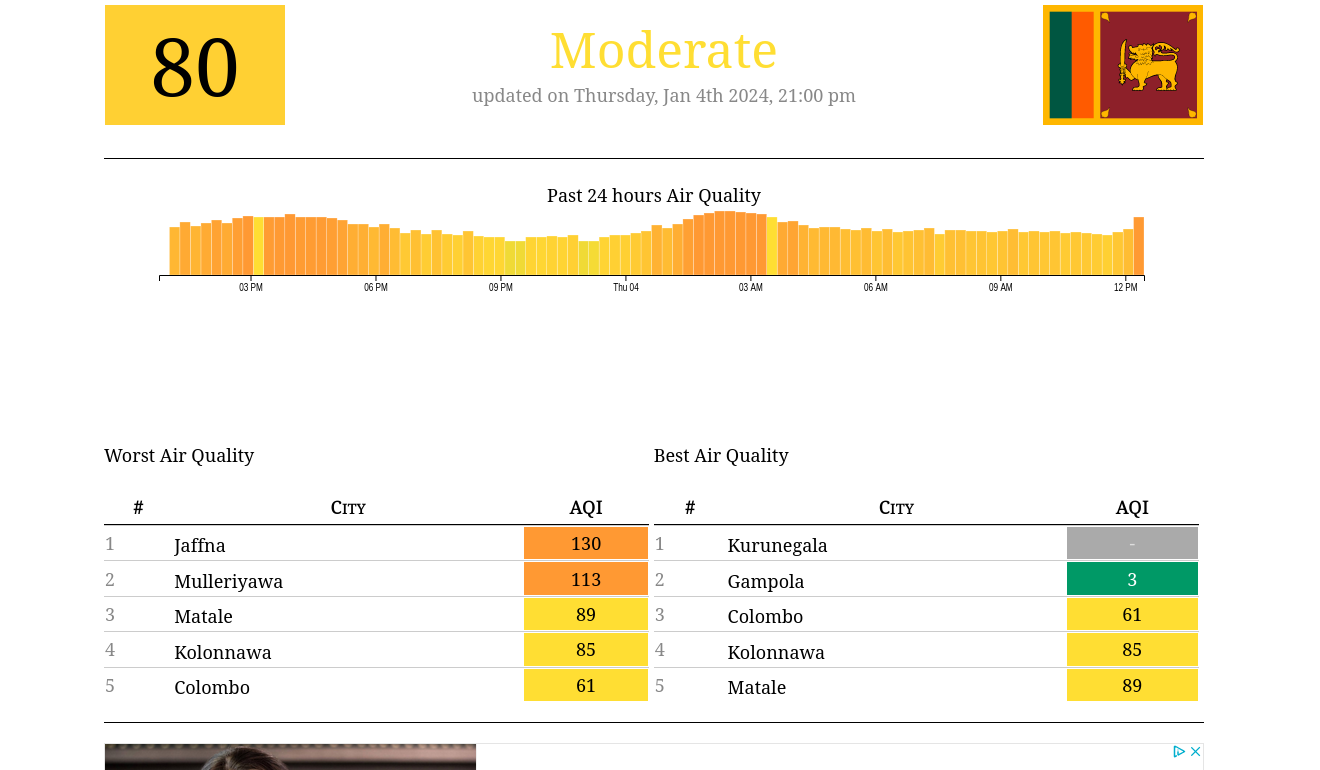 80
Moderate
updated on Thursday, Jan 4th 2024, 21:00 pm
Past 24 hours Air Quality
03 PM 06 PM 09 PM Thu 04 03 AM 06 AM 09 AM 12 PM
Worst Air Quality
# City AQI
1 Jaffna 130
2 Mulleriyawa 113
3 Matale 89
4 Kolonnawa 85
5 Colombo 61
Best Air Quality
# City AQI
1 Kurunegala -
2 Gampola 3
3 Colombo 61
4 Kolonnawa 85
5 Matale 89